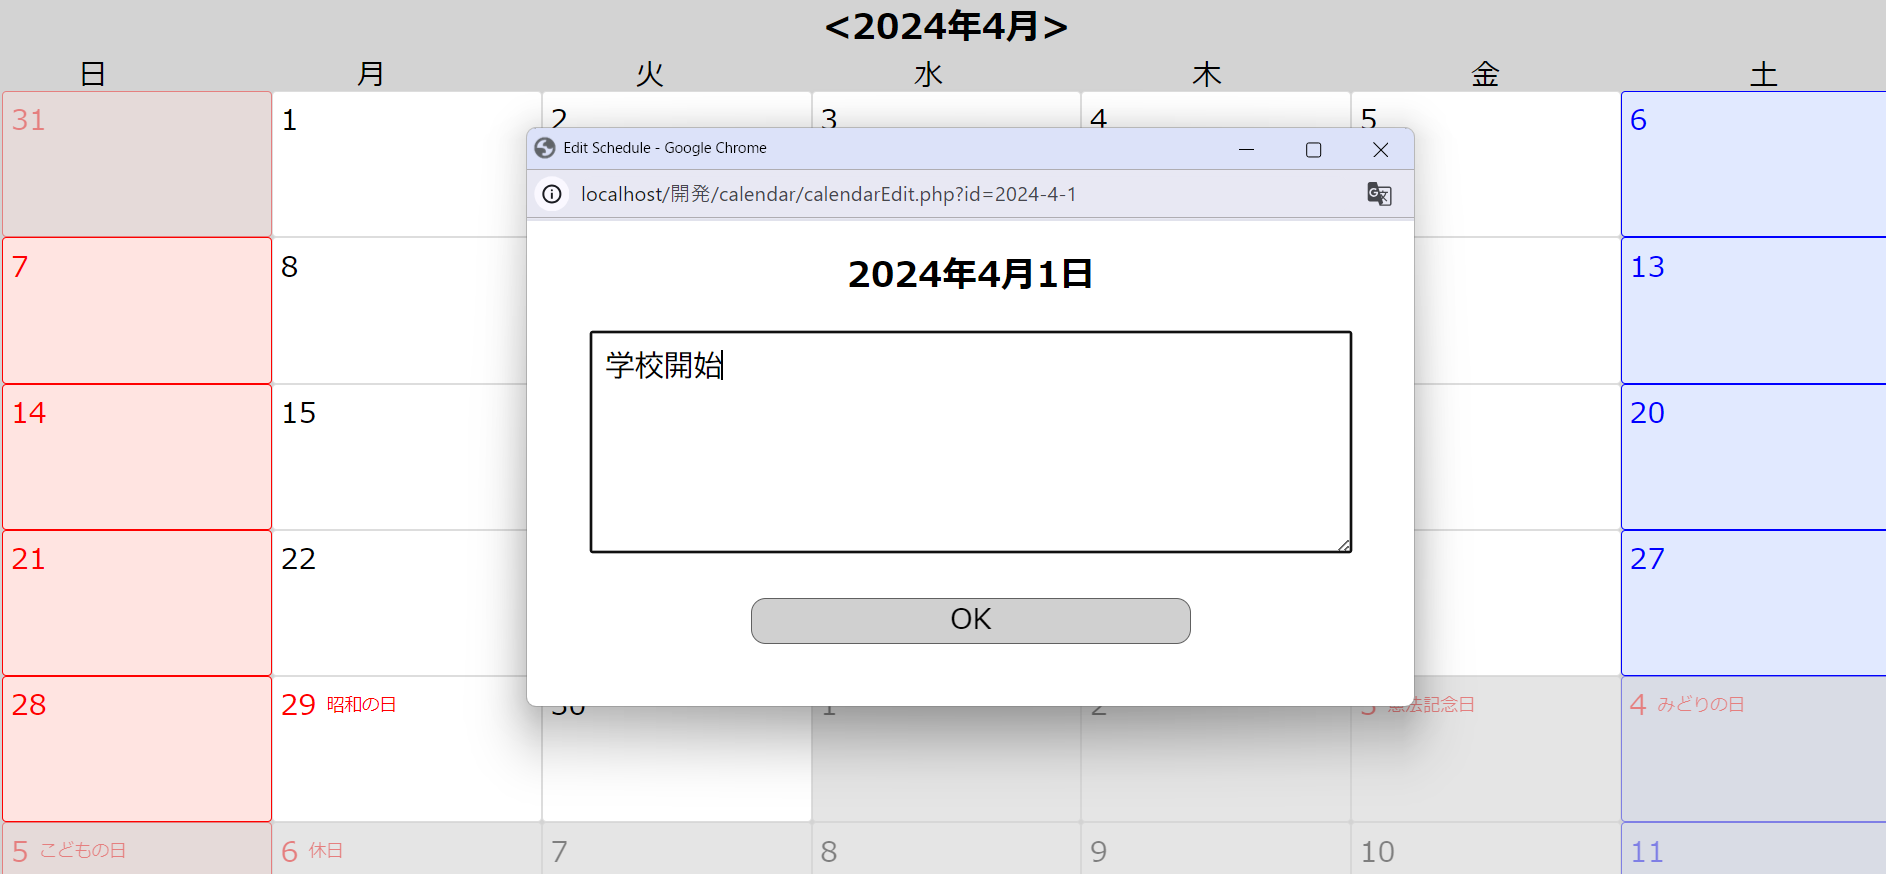 <2024年4月>
日 月 火 水 木 金 土
31 1 2 3 4 5 6
Edit Schedule - Google Chrome
localhost/開発/calendar/calendarEdit.php?id=2024-4-1
2024年4月1日
学校開始
OK
7 8 13
14 15 20
21 22 27
28 29 昭和の日 30 1 2 3 憲法記念日 4 みどりの日
5 こどもの日 6 休日 7 8 9 10 11